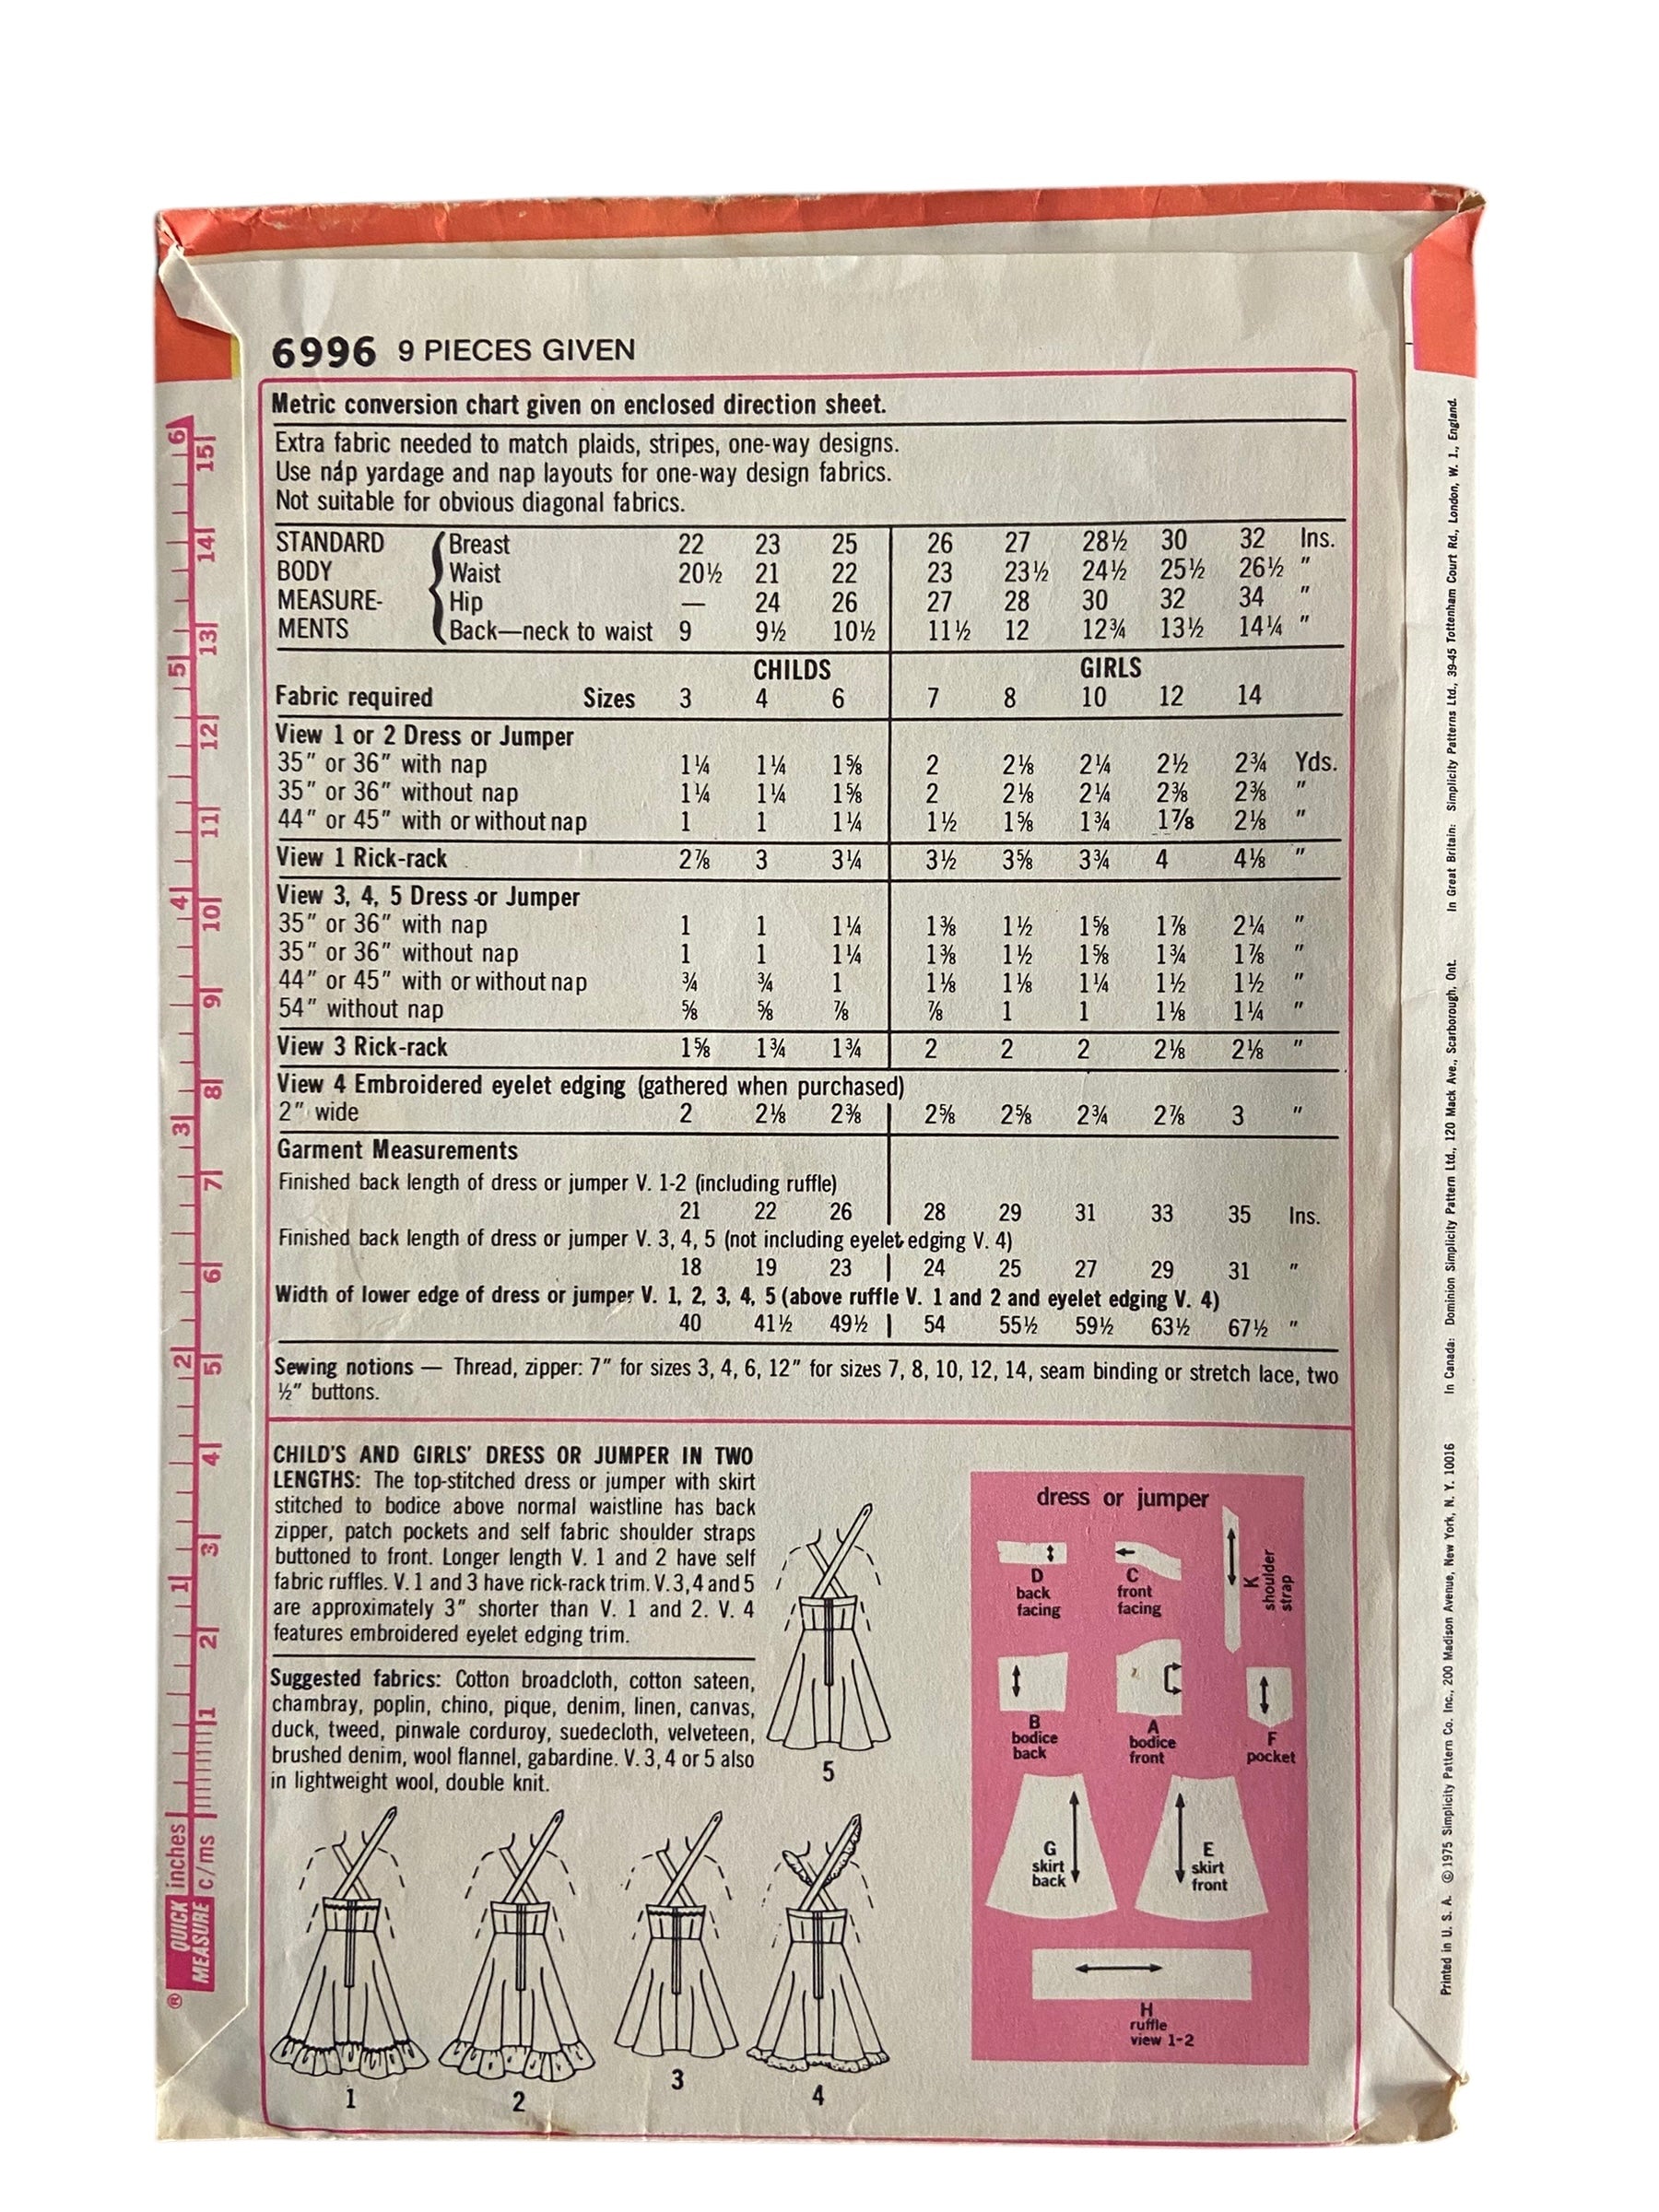 6996 9 PIECES GIVEN
Metric conversion chart given on enclosed direction sheet.
Extra fabric needed to match plaids, stripes, one-way designs.
Use nap yardage and nap layouts for one-way design fabrics.
Not suitable for obvious diagonal fabrics.
STANDARD Breast 22 23 25 26 27 28½ 30 32 Ins.
BODY Waist 20½ 21 22 23 23½ 24½ 25½ 26½ "
MEASURE- Hip — 24 26 27 28 30 32 34 "
MENTS Back—neck to waist 9 9½ 10½ 11½ 12 12¾ 13½ 14¼ "
CHILDS GIRLS
Fabric required Sizes 3 4 6 7 8 10 12 14
View 1 or 2 Dress or Jumper
35" or 36" with nap 1¼ 1¼ 1⅝ 2 2⅛ 2¼ 2½ 2¾ Yds.
35" or 36" without nap 1¼ 1¼ 1⅝ 2 2⅛ 2¼ 2⅜ 2⅜ "
44" or 45" with or without nap 1 1 1¼ 1½ 1⅝ 1¾ 1⅞ 2⅛ "
View 1 Rick-rack 2⅞ 3 3¼ 3½ 3⅝ 3¾ 4 4⅛ "
View 3, 4, 5 Dress or Jumper
35" or 36" with nap 1 1 1¼ 1⅜ 1½ 1⅝ 1⅞ 2¼ "
35" or 36" without nap 1 1 1¼ 1⅜ 1½ 1⅝ 1¾ 1⅞ "
44" or 45" with or without nap ¾ ¾ 1 1⅛ 1⅛ 1¼ 1½ 1½ "
54" without nap ⅝ ⅝ ⅞ ⅞ 1 1 1⅛ 1¼ "
View 3 Rick-rack 1⅝ 1¾ 1¾ 2 2 2 2⅛ 2⅛ "
View 4 Embroidered eyelet edging (gathered when purchased)
2" wide 2 2⅛ 2⅜ 2⅝ 2⅝ 2¾ 2⅞ 3 "
Garment Measurements
Finished back length of dress or jumper V. 1-2 (including ruffle)
21 22 26 28 29 31 33 35 Ins.
Finished back length of dress or jumper V. 3, 4, 5 (not including eyelet edging V. 4)
18 19 23 24 25 27 29 31 "
Width of lower edge of dress or jumper V. 1, 2, 3, 4, 5 (above ruffle V. 1 and 2 and eyelet edging V. 4)
40 41½ 49½ 54 55½ 59½ 63½ 67½ "
Sewing notions — Thread, zipper: 7" for sizes 3, 4, 6, 12" for sizes 7, 8, 10, 12, 14, seam binding or stretch lace, two
½" buttons.
CHILD'S AND GIRLS' DRESS OR JUMPER IN TWO
LENGTHS: The top-stitched dress or jumper with skirt
stitched to bodice above normal waistline has back
zipper, patch pockets and self fabric shoulder straps
buttoned to front. Longer length V. 1 and 2 have self
fabric ruffles. V. 1 and 3 have rick-rack trim. V. 3, 4 and 5
are approximately 3" shorter than V. 1 and 2. V. 4
features embroidered eyelet edging trim.
Suggested fabrics: Cotton broadcloth, cotton sateen,
chambray, poplin, chino, pique, denim, linen, canvas,
duck, tweed, pinwale corduroy, suedecloth, velveteen,
brushed denim, wool flannel, gabardine. V. 3, 4 or 5 also
in lightweight wool, double knit.
5
1
2
3
4
dress or jumper
D
back
facing
C
front
facing
K
shoulder
strap
B
bodice
back
A
bodice
front
F
pocket
G
skirt
back
E
skirt
front
H
ruffle
view 1-2
®
QUICK inches 1 2 3 4 5 6
MEASURE c/ms 1 2 3 4 5 6 7 8 9 10 11 12 13 14 15
Printed in U. S. A. ©1975 Simplicity Pattern Co. Inc., 200 Madison Avenue, New York, N. Y. 10016 In Canada: Dominion Simplicity Pattern Ltd., 120 Mack Ave., Scarborough, Ont. In Great Britain: Simplicity Patterns Ltd., 39-45 Tottenham Court Rd., London, W. 1., England.